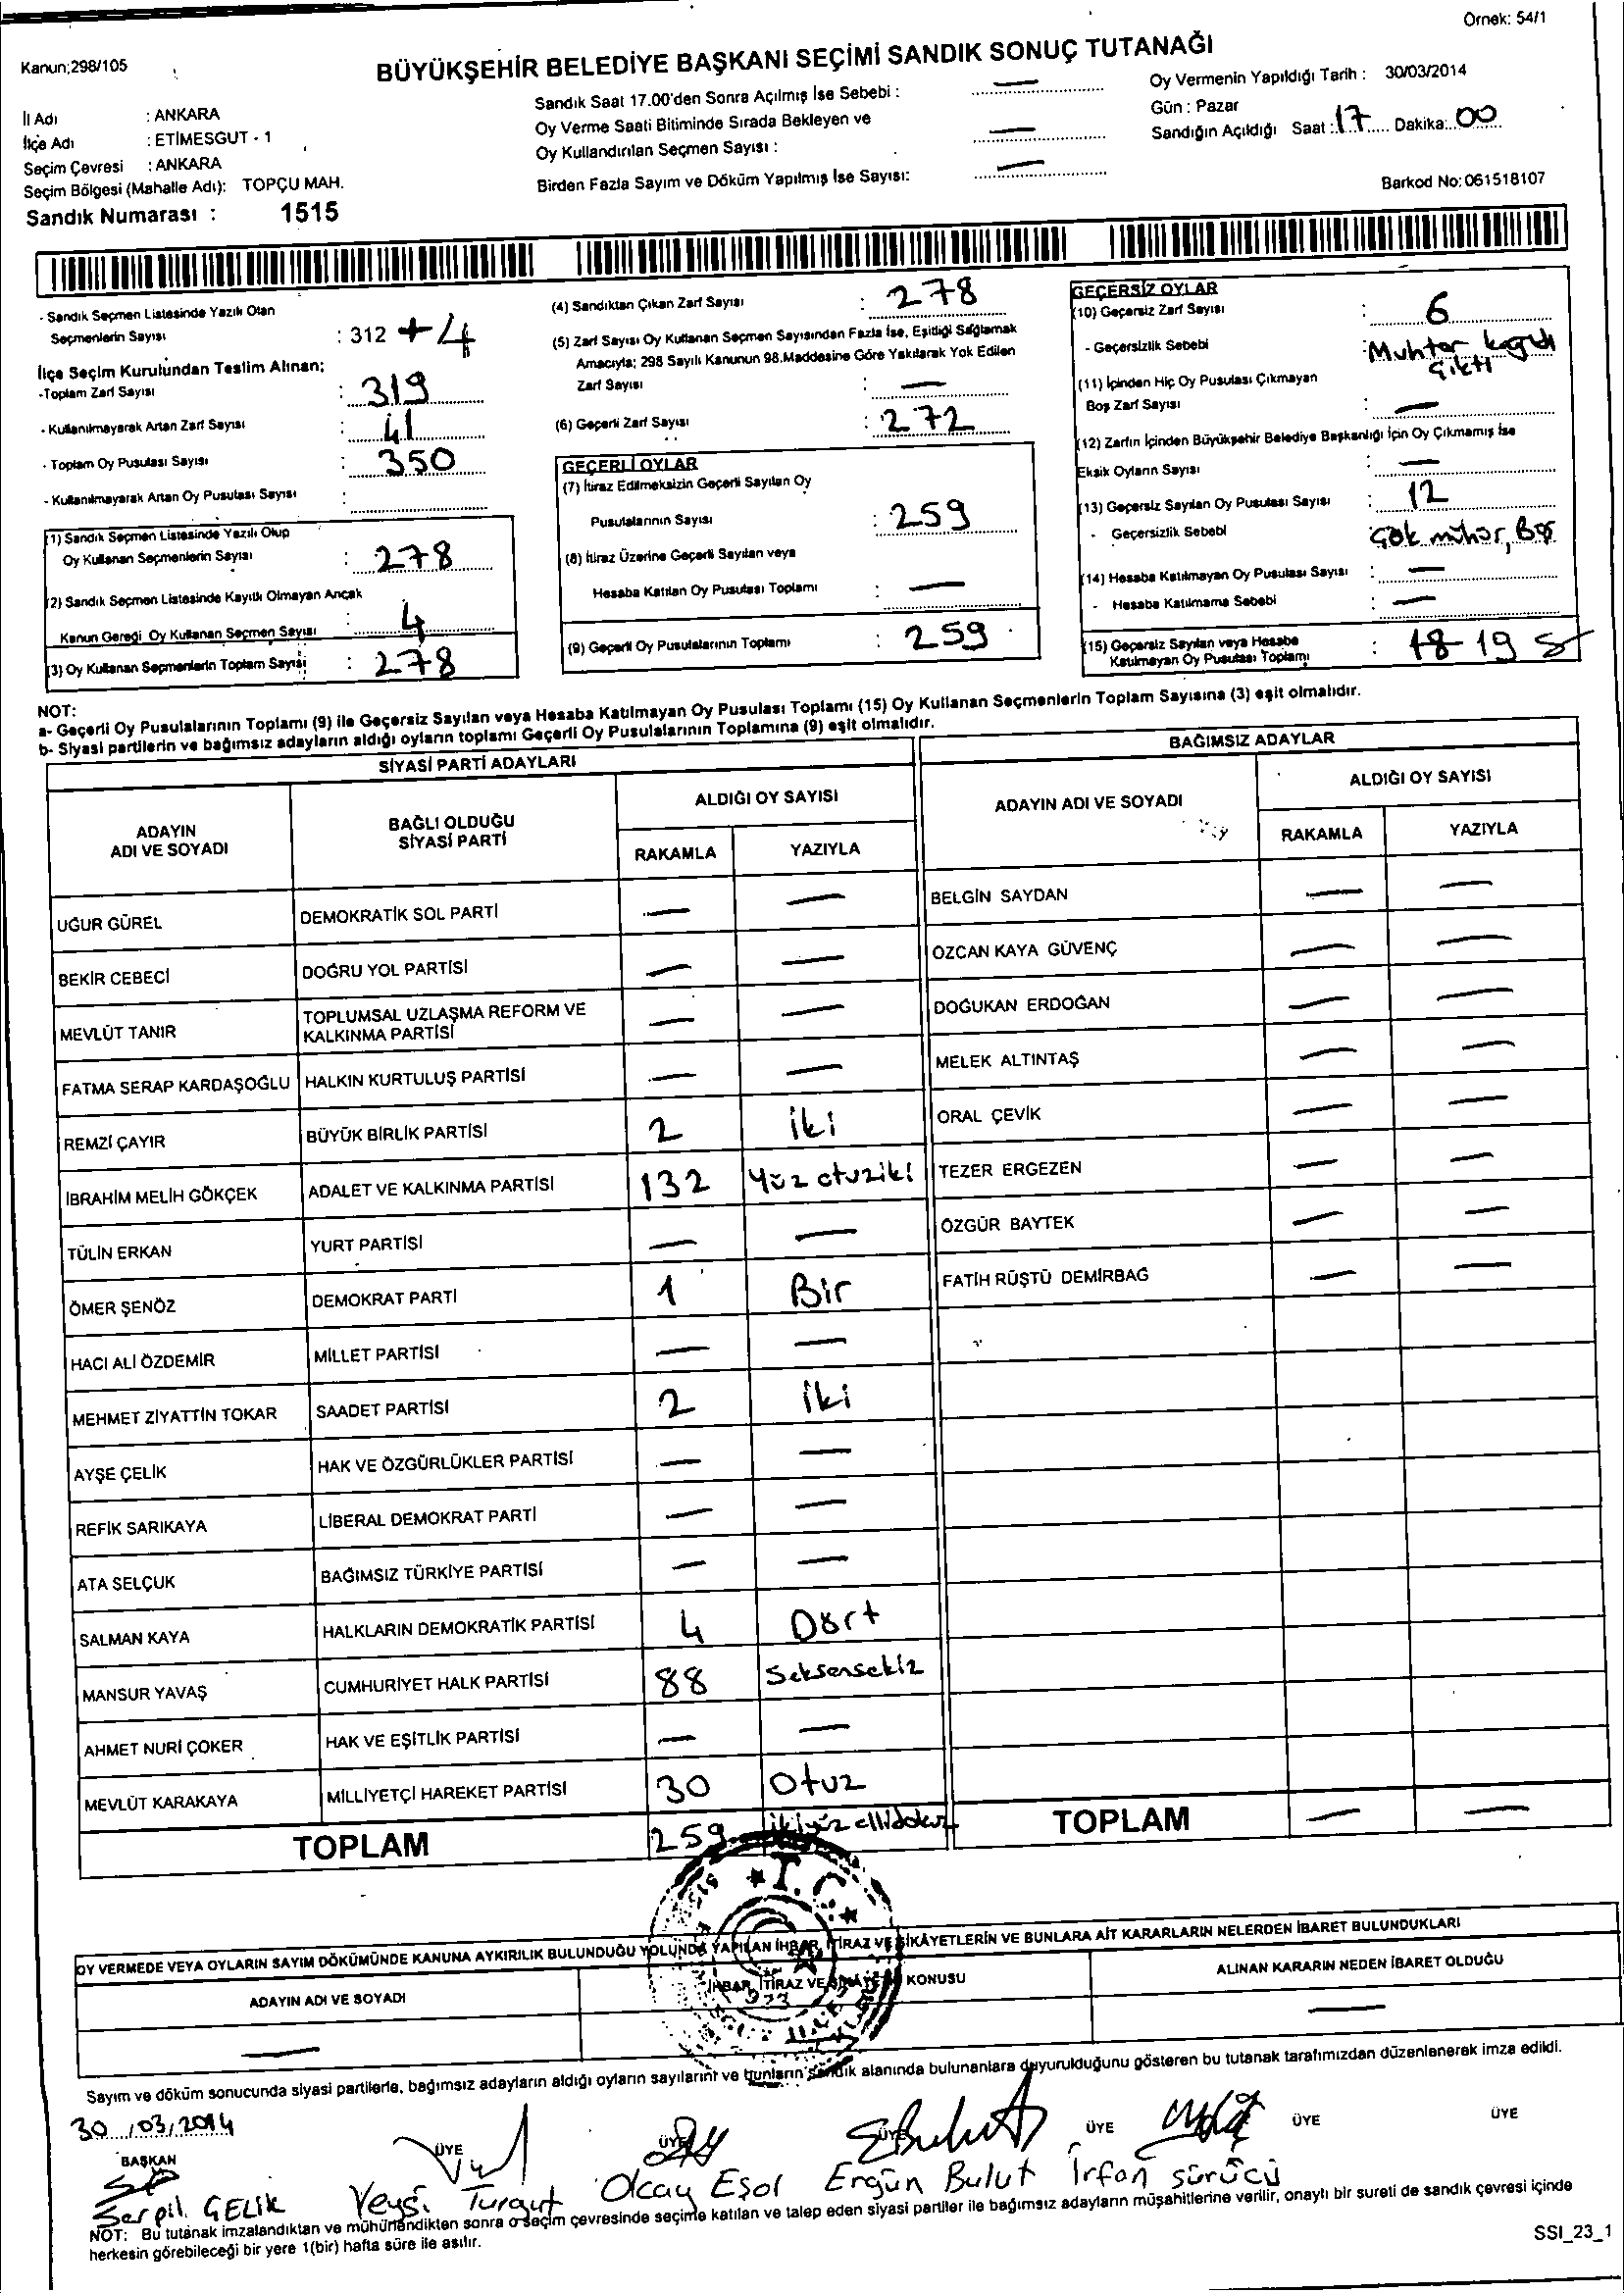 Örnek: 54/1
Kanun;298/105
BÜYÜKŞEHİR BELEDİYE BAŞKANI SEÇİMİ SANDIK SONUÇ TUTANAĞI
İl Adı : ANKARA
İlçe Adı : ETİMESGUT - 1
Seçim Çevresi : ANKARA
Seçim Bölgesi (Mahalle Adı): TOPÇU MAH.
Sandık Numarası : 1515
Sandık Saat 17.00'den Sonra Açılmış İse Sebebi : —
Oy Verme Saati Bitiminde Sırada Bekleyen ve
Oy Kullandırılan Seçmen Sayısı : —
Birden Fazla Sayım ve Döküm Yapılmış İse Sayısı: —
Oy Vermenin Yapıldığı Tarih : 30/03/2014
Gün : Pazar
Sandığın Açıldığı Saat : 17 Dakika: 00
Barkod No: 061518107
- Sandık Seçmen Listesinde Yazılı Olan
Seçmenlerin Sayısı : 312 + 4
İlçe Seçim Kurulundan Teslim Alınan;
-Toplam Zarf Sayısı : 319
- Kullanılmayarak Artan Zarf Sayısı : 41
- Toplam Oy Pusulası Sayısı : 350
- Kullanılmayarak Artan Oy Pusulası Sayısı :
(1) Sandık Seçmen Listesinde Yazılı Olup
Oy Kullanan Seçmenlerin Sayısı : 278
(2) Sandık Seçmen Listesinde Kayıtlı Olmayan Ancak
Kanun Gereği Oy Kullanan Seçmen Sayısı : 4
(3) Oy Kullanan Seçmenlerin Toplam Sayısı : 278
(4) Sandıktan Çıkan Zarf Sayısı : 278
(5) Zarf Sayısı Oy Kullanan Seçmen Sayısından Fazla İse, Eşitliği Sağlamak
Amacıyla; 298 Sayılı Kanunun 98.Maddesine Göre Yakılarak Yok Edilen
Zarf Sayısı : —
(6) Geçerli Zarf Sayısı : 272
GEÇERLİ OYLAR
(7) İtiraz Edilmeksizin Geçerli Sayılan Oy
Pusulalarının Sayısı : 259
(8) İtiraz Üzerine Geçerli Sayılan veya
Hesaba Katılan Oy Pusulası Toplamı : —
(9) Geçerli Oy Pusulalarının Toplamı : 259
GEÇERSİZ OYLAR
(10) Geçersiz Zarf Sayısı : 6
- Geçersizlik Sebebi : Muhtar kağıdı
çıktı
(11) İçinden Hiç Oy Pusulası Çıkmayan
Boş Zarf Sayısı : —
(12) Zarfın İçinden Büyükşehir Belediye Başkanlığı İçin Oy Çıkmamış İse
Eksik Oyların Sayısı : —
(13) Geçersiz Sayılan Oy Pusulası Sayısı : 12
- Geçersizlik Sebebi : Çok mühür, Boş
(14) Hesaba Katılmayan Oy Pusulası Sayısı : —
- Hesaba Katılmama Sebebi : —
(15) Geçersiz Sayılan veya Hesaba
Katılmayan Oy Pusulası Toplamı : 18 19
NOT:
a- Geçerli Oy Pusulalarının Toplamı (9) ile Geçersiz Sayılan veya Hesaba Katılmayan Oy Pusulası Toplamı (15) Oy Kullanan Seçmenlerin Toplam Sayısına (3) eşit olmalıdır.
b- Siyasi partilerin ve bağımsız adayların aldığı oyların toplamı Geçerli Oy Pusulalarının Toplamına (9) eşit olmalıdır.
SİYASİ PARTİ ADAYLARI
ADAYIN ADI VE SOYADI BAĞLI OLDUĞU SİYASİ PARTİ ALDIĞI OY SAYISI
RAKAMLA YAZIYLA
UĞUR GÜREL DEMOKRATİK SOL PARTİ — —
BEKİR CEBECİ DOĞRU YOL PARTİSİ — —
MEVLÜT TANIR TOPLUMSAL UZLAŞMA REFORM VE KALKINMA PARTİSİ — —
FATMA SERAP KARDAŞOĞLU HALKIN KURTULUŞ PARTİSİ — —
REMZİ ÇAYIR BÜYÜK BİRLİK PARTİSİ 2 iki
İBRAHİM MELİH GÖKÇEK ADALET VE KALKINMA PARTİSİ 132 Yüz otuziki
TÜLİN ERKAN YURT PARTİSİ — —
ÖMER ŞENÖZ DEMOKRAT PARTİ 1 Bir
HACI ALİ ÖZDEMİR MİLLET PARTİSİ — —
MEHMET ZİYATTİN TOKAR SAADET PARTİSİ 2 iki
AYŞE ÇELİK HAK VE ÖZGÜRLÜKLER PARTİSİ — —
REFİK SARIKAYA LİBERAL DEMOKRAT PARTİ — —
ATA SELÇUK BAĞIMSIZ TÜRKİYE PARTİSİ — —
SALMAN KAYA HALKLARIN DEMOKRATİK PARTİSİ 4 Dört
MANSUR YAVAŞ CUMHURİYET HALK PARTİSİ 88 Seksensekiz
AHMET NURİ ÇOKER HAK VE EŞİTLİK PARTİSİ — —
MEVLÜT KARAKAYA MİLLİYETÇİ HAREKET PARTİSİ 30 Otuz
TOPLAM 259 ikiyüz ellidokuz
BAĞIMSIZ ADAYLAR
ADAYIN ADI VE SOYADI ALDIĞI OY SAYISI
RAKAMLA YAZIYLA
BELGİN SAYDAN — —
ÖZCAN KAYA GÜVENÇ — —
DOĞUKAN ERDOĞAN — —
MELEK ALTINTAŞ — —
ORAL ÇEVİK — —
TEZER ERGEZEN — —
ÖZGÜR BAYTEK — —
FATİH RÜŞTÜ DEMİRBAĞ — —
TOPLAM — —
T.C.
OY VERMEDE VEYA OYLARIN SAYIM DÖKÜMÜNDE KANUNA AYKIRILIK BULUNDUĞU YOLUNDA YAPILAN İHBAR, İTİRAZ VE ŞİKÂYETLERİN VE BUNLARA AİT KARARLARIN NELERDEN İBARET BULUNDUKLARI
ADAYIN ADI VE SOYADI İHBAR, İTİRAZ VE ŞİKÂYETİN KONUSU ALINAN KARARIN NEDEN İBARET OLDUĞU
— —
Sayım ve döküm sonucunda siyasi partilerle, bağımsız adayların aldığı oyların sayılarını ve bunların sandık alanında bulunanlara duyurulduğunu gösteren bu tutanak tarafımızdan düzenlenerek imza edildi.
30/03/2014
BAŞKAN ÜYE ÜYE ÜYE ÜYE ÜYE ÜYE
Serpil ÇELİK Veysi Turgut Olcay Eşol Ergün Bulut İrfan sürücü
NOT: Bu tutanak imzalandıktan ve mühürlendikten sonra o seçim çevresinde seçime katılan ve talep eden siyasi partiler ile bağımsız adayların müşahitlerine verilir, onaylı bir sureti de sandık çevresi içinde
herkesin görebileceği bir yere 1(bir) hafta süre ile asılır.
SSI_23_1